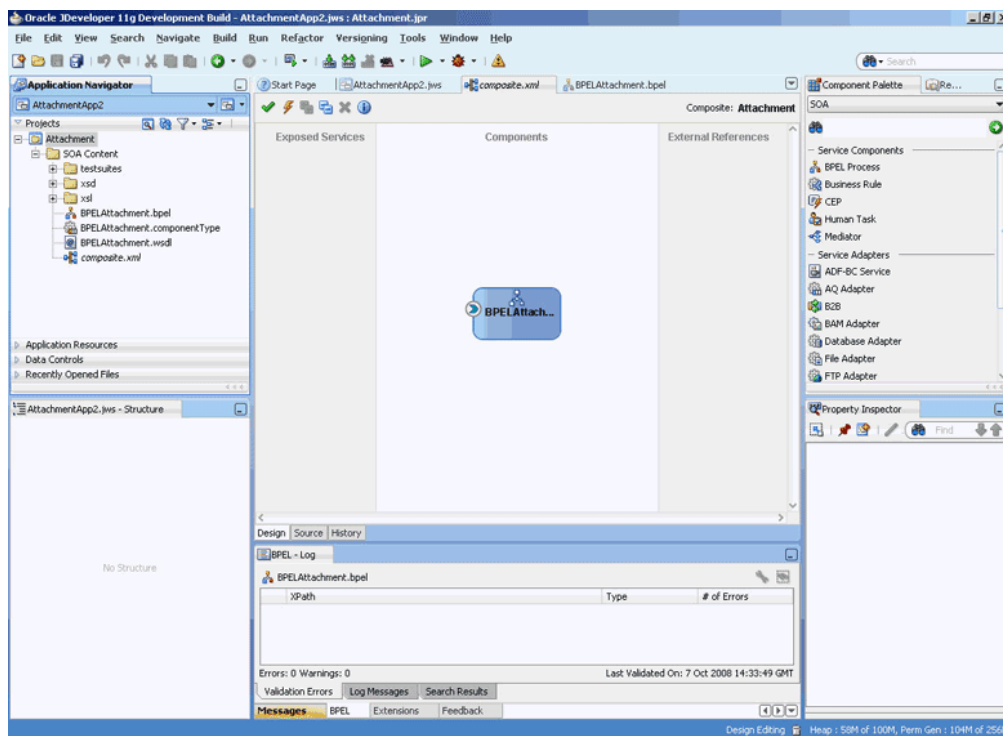 Oracle JDeveloper 11g Development Build - AttachmentApp2.jws : Attachment.jpr
File Edit View Search Navigate Build Run Refactor Versioning Tools Window Help
Search
Application Navigator
AttachmentApp2
Projects
Attachment
SOA Content
testsuites
xsd
xsl
BPELAttachment.bpel
BPELAttachment.componentType
BPELAttachment.wsdl
composite.xml
Application Resources
Data Controls
Recently Opened Files
AttachmentApp2.jws - Structure
No Structure
Start Page AttachmentApp2.jws composite.xml BPELAttachment.bpel
Composite: Attachment
Exposed Services Components External References
BPELAttach...
Design Source History
BPEL - Log
BPELAttachment.bpel
XPath Type # of Errors
Errors: 0 Warnings: 0 Last Validated On: 7 Oct 2008 14:33:49 GMT
Validation Errors Log Messages Search Results
Messages BPEL Extensions Feedback
Component Palette Re...
SOA
Service Components
BPEL Process
Business Rule
CEP
Human Task
Mediator
Service Adapters
ADF-BC Service
AQ Adapter
B2B
BAM Adapter
Database Adapter
File Adapter
FTP Adapter
Property Inspector
Find
Design Editing Heap : 58M of 100M, Perm Gen : 104M of 256